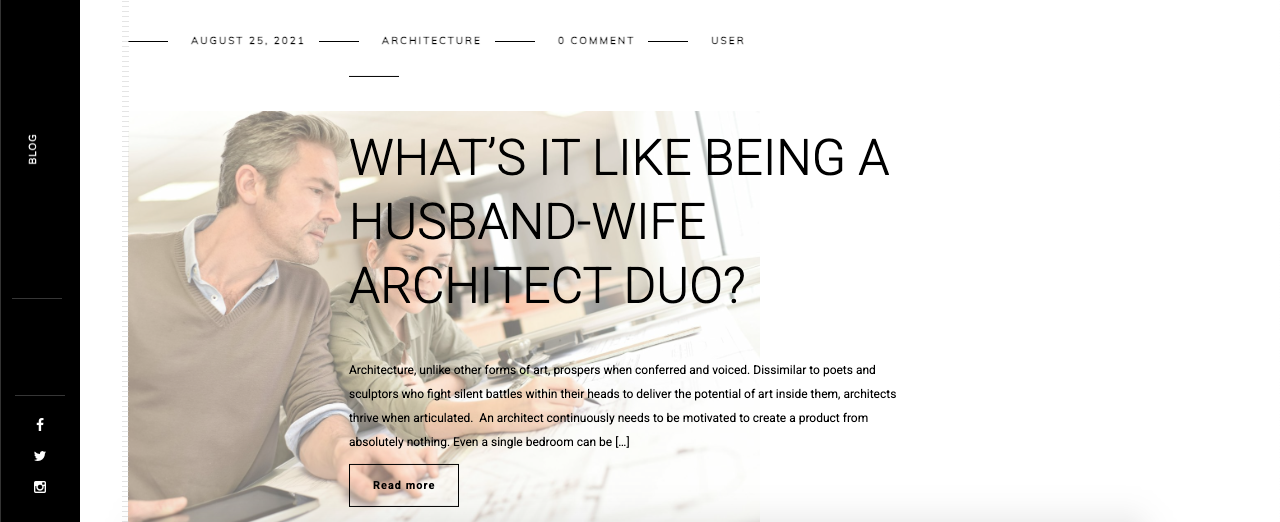 AUGUST 25, 2021 ARCHITECTURE 0 COMMENT USER
BLOG
WHAT’S IT LIKE BEING A
HUSBAND-WIFE
ARCHITECT DUO?
Architecture, unlike other forms of art, prospers when conferred and voiced. Dissimilar to poets and
sculptors who fight silent battles within their heads to deliver the potential of art inside them, architects
thrive when articulated.  An architect continuously needs to be motivated to create a product from
absolutely nothing. Even a single bedroom can be […]
Read more